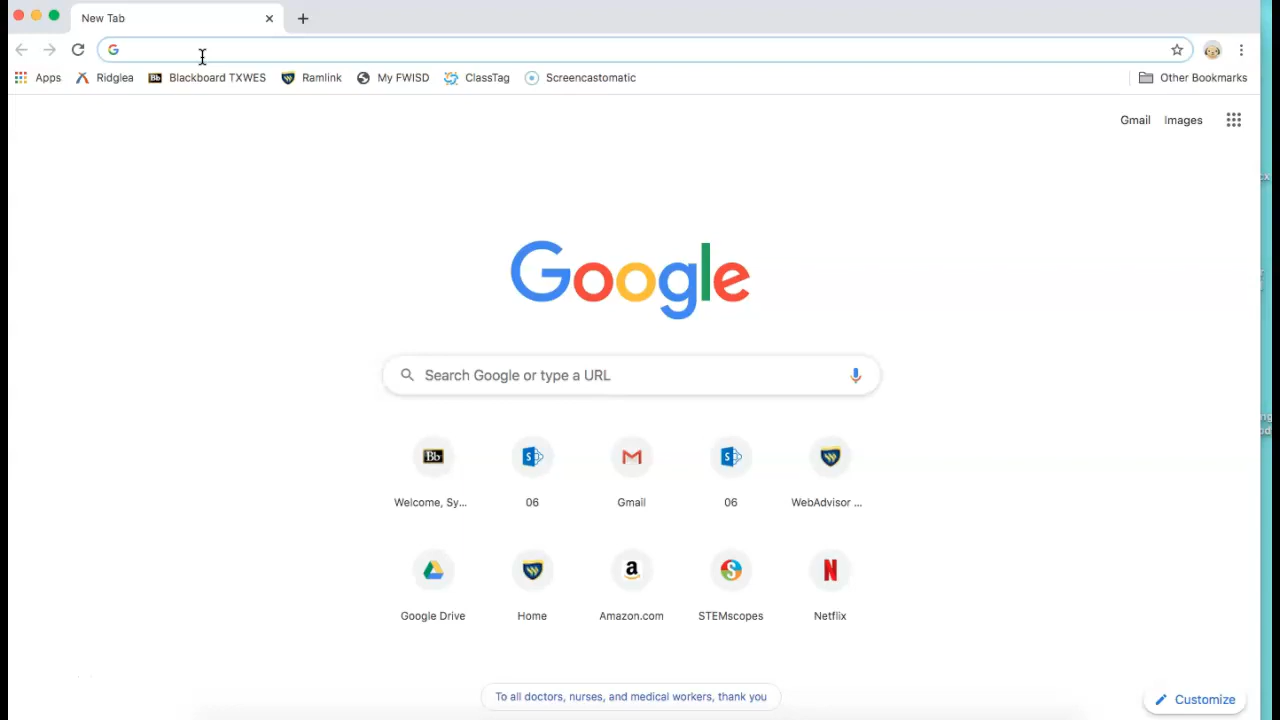 New Tab
Apps Ridglea Blackboard TXWES Ramlink My FWISD ClassTag Screencastomatic Other Bookmarks
Gmail Images
Google
Search Google or type a URL
Welcome, Sy... 06 Gmail 06 WebAdvisor ...
Google Drive Home Amazon.com STEMscopes Netflix
To all doctors, nurses, and medical workers, thank you
Customize